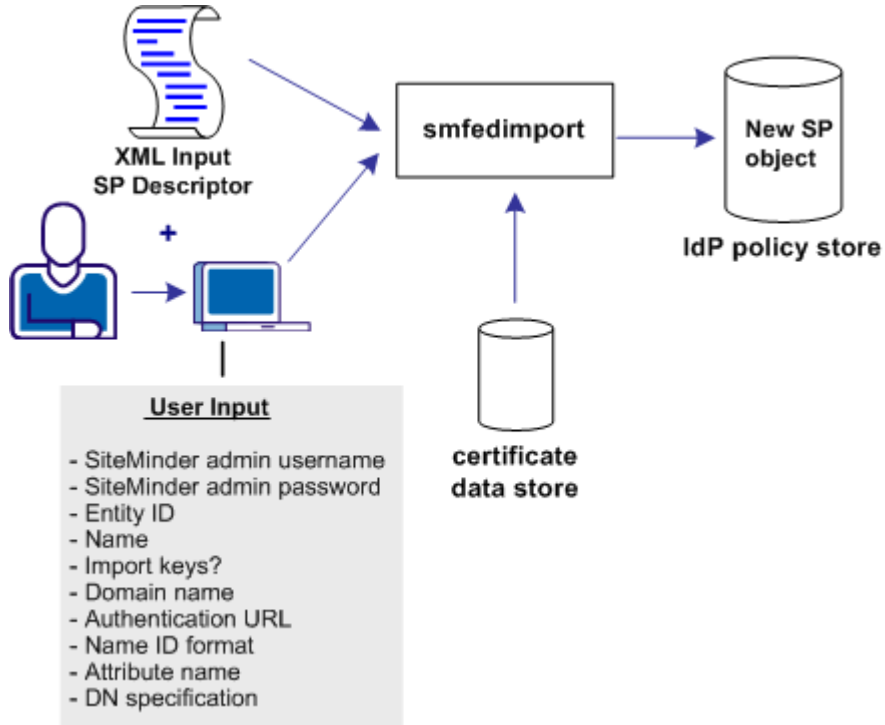 XML Input
SP Descriptor
+
smfedimport
New SP
object
IdP policy store
certificate
data store
User Input
- SiteMinder admin username
- SiteMinder admin password
- Entity ID
- Name
- Import keys?
- Domain name
- Authentication URL
- Name ID format
- Attribute name
- DN specification